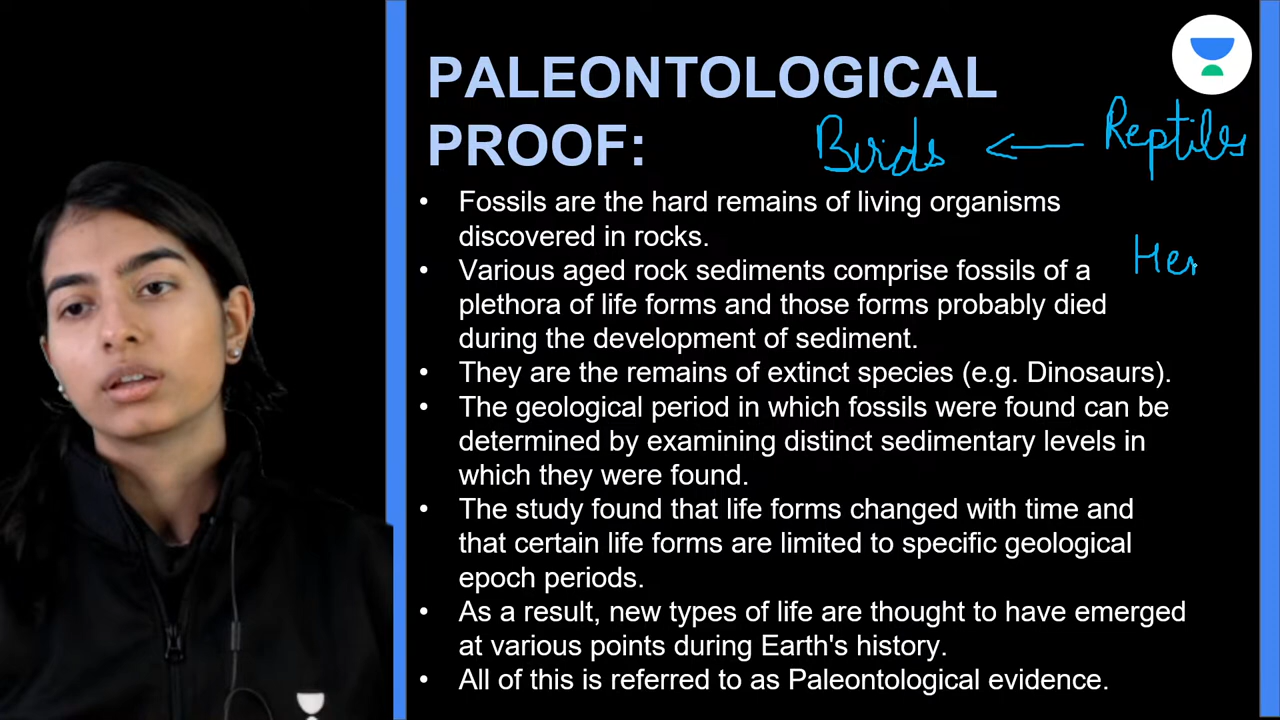 PALEONTOLOGICAL
PROOF:
Birds ← Reptiles
• Fossils are the hard remains of living organisms
discovered in rocks.
Her
• Various aged rock sediments comprise fossils of a
plethora of life forms and those forms probably died
during the development of sediment.
• They are the remains of extinct species (e.g. Dinosaurs).
• The geological period in which fossils were found can be
determined by examining distinct sedimentary levels in
which they were found.
• The study found that life forms changed with time and
that certain life forms are limited to specific geological
epoch periods.
• As a result, new types of life are thought to have emerged
at various points during Earth's history.
• All of this is referred to as Paleontological evidence.